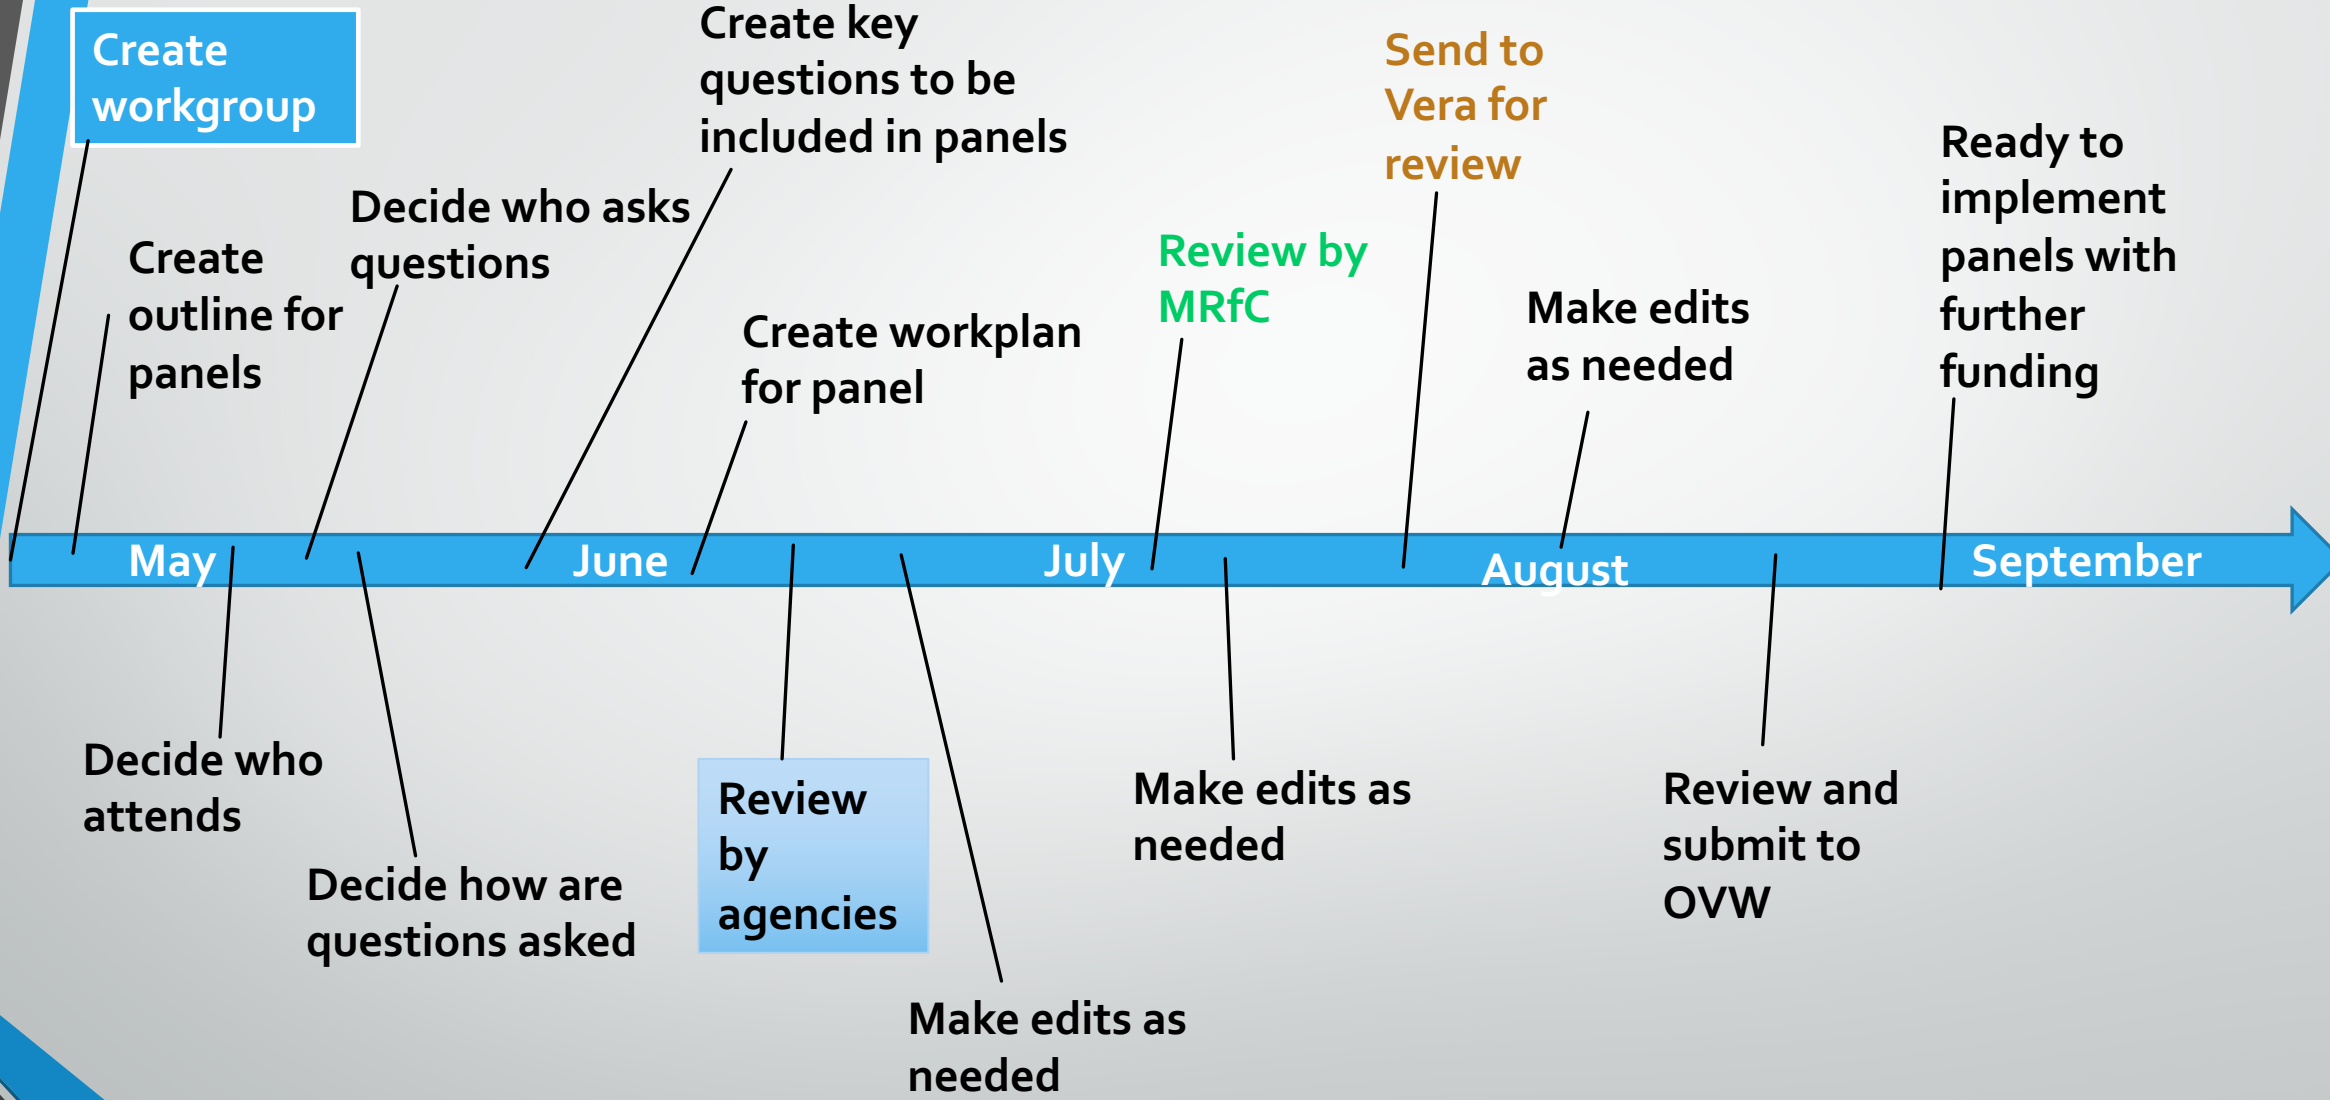 Create
workgroup
Create
outline for
panels
Decide who asks
questions
Create key
questions to be
included in panels
Create workplan
for panel
Review by
MRfC
Send to
Vera for
review
Make edits
as needed
Ready to
implement
panels with
further
funding
May
June
July
August
September
Decide who
attends
Decide how are
questions asked
Review
by
agencies
Make edits as
needed
Make edits as
needed
Review and
submit to
OVW